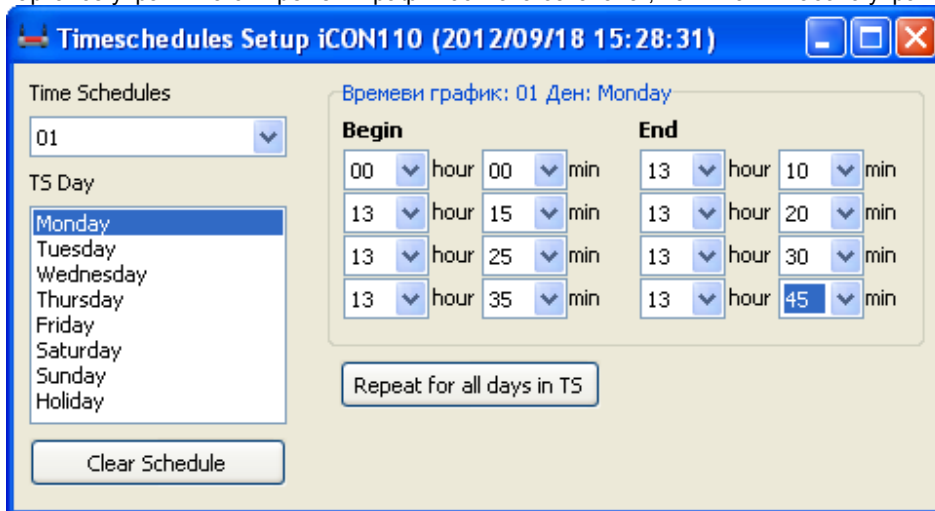 Timeschedules Setup iCON110 (2012/09/18 15:28:31)
Time Schedules
01
TS Day
Monday
Tuesday
Wednesday
Thursday
Friday
Saturday
Sunday
Holiday
Clear Schedule
Времеви график: 01 Ден: Monday
Begin End
00 hour 00 min 13 hour 10 min
13 hour 15 min 13 hour 20 min
13 hour 25 min 13 hour 30 min
13 hour 35 min 13 hour 45 min
Repeat for all days in TS